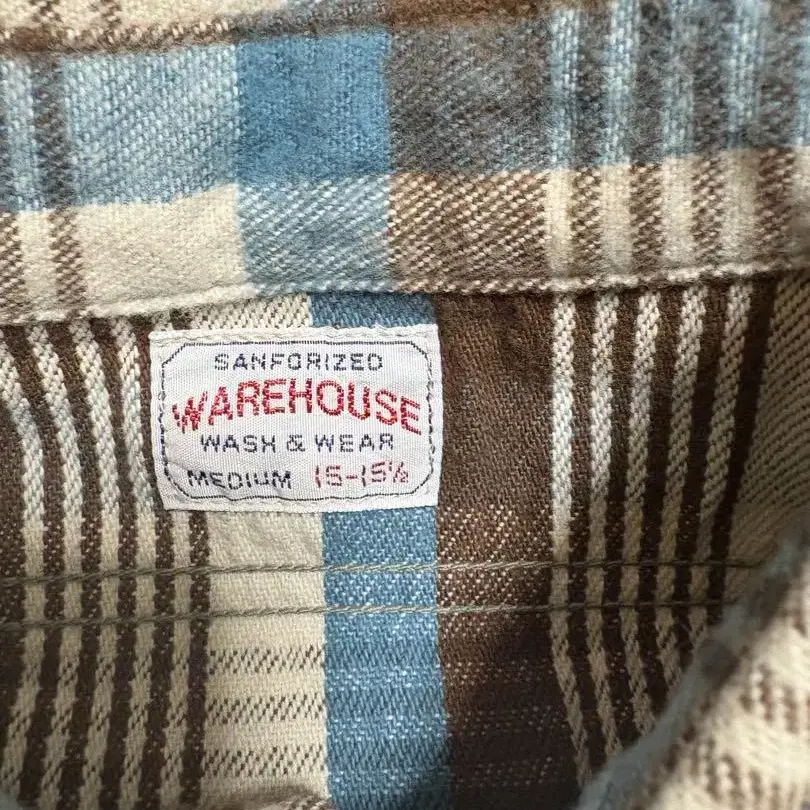 SANFORIZED
WAREHOUSE
WASH & WEAR
MEDIUM 15-15½